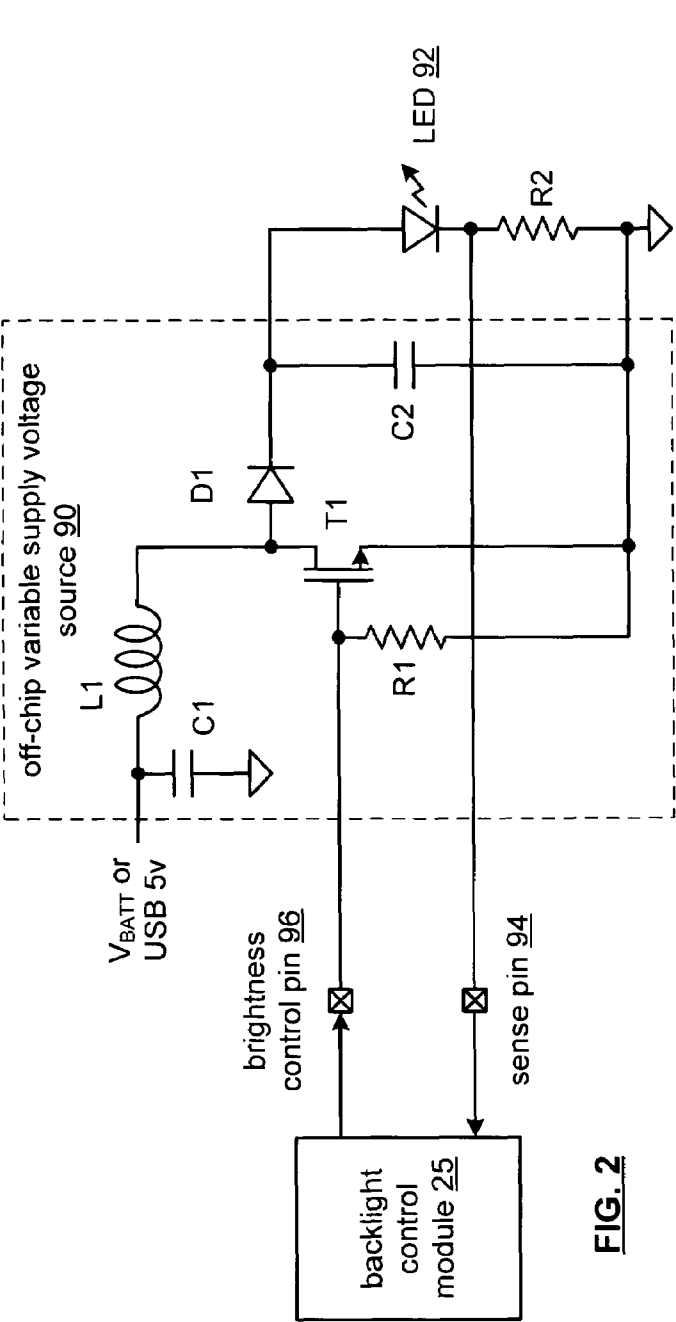 off-chip variable supply voltage
source 90
L1
C1
D1
T1
R1
C2
LED 92
R2
VBATT or
USB 5v
brightness
control pin 96
sense pin 94
backlight
control
module 25
FIG. 2